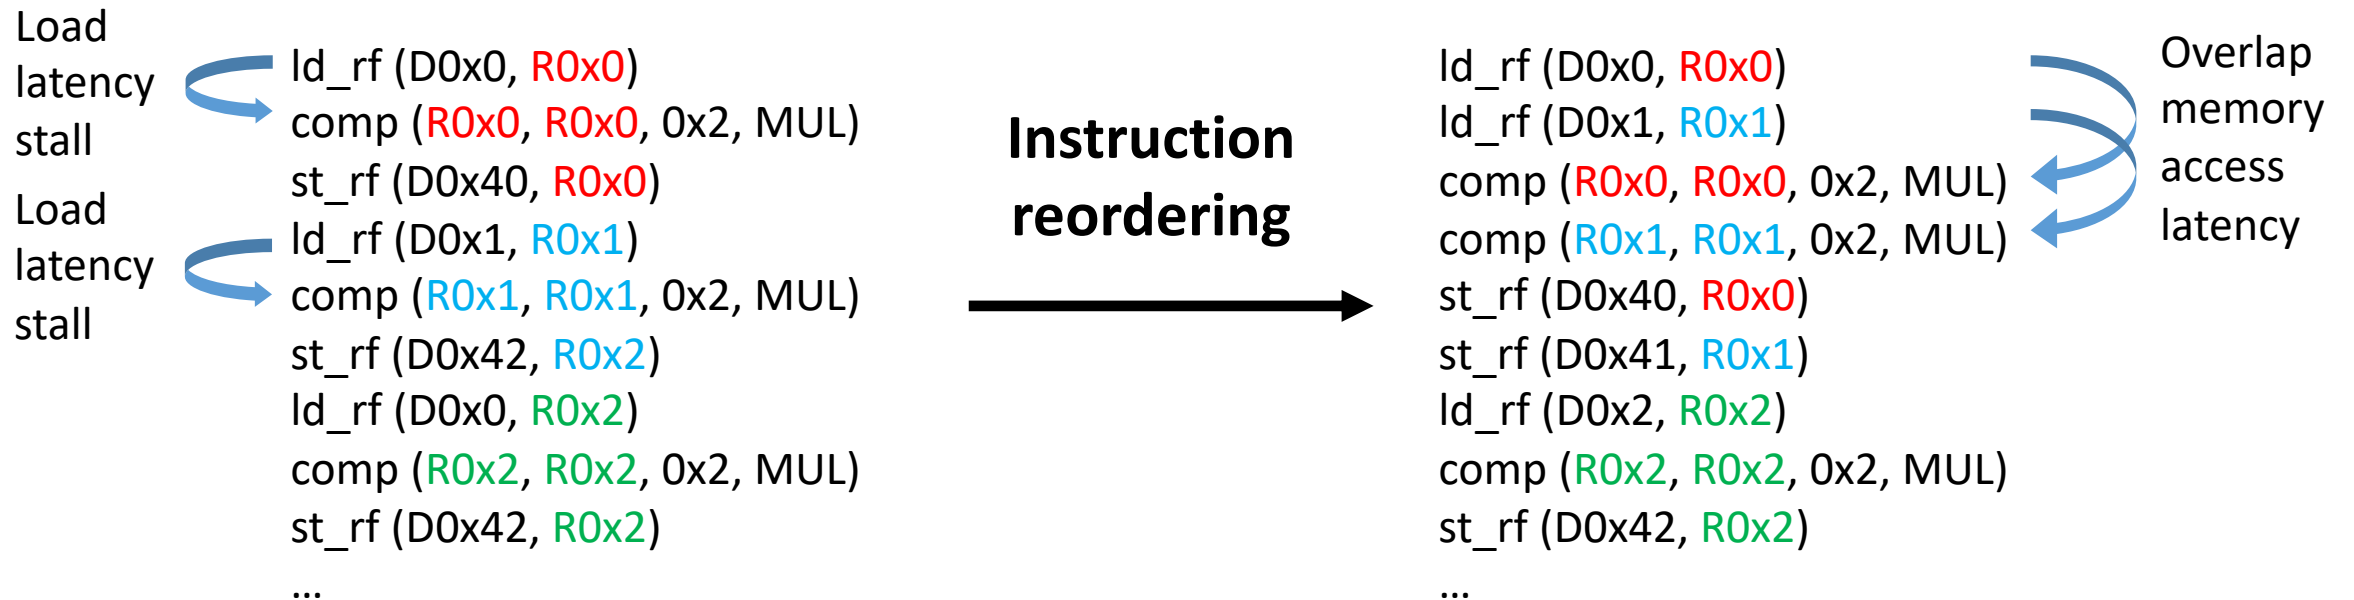 Load
latency
stall
Load
latency
stall
ld_rf (D0x0, R0x0)
comp (R0x0, R0x0, 0x2, MUL)
st_rf (D0x40, R0x0)
ld_rf (D0x1, R0x1)
comp (R0x1, R0x1, 0x2, MUL)
st_rf (D0x42, R0x2)
ld_rf (D0x0, R0x2)
comp (R0x2, R0x2, 0x2, MUL)
st_rf (D0x42, R0x2)
...
Instruction
reordering
ld_rf (D0x0, R0x0)
ld_rf (D0x1, R0x1)
comp (R0x0, R0x0, 0x2, MUL)
comp (R0x1, R0x1, 0x2, MUL)
st_rf (D0x40, R0x0)
st_rf (D0x41, R0x1)
ld_rf (D0x2, R0x2)
comp (R0x2, R0x2, 0x2, MUL)
st_rf (D0x42, R0x2)
...
Overlap
memory
access
latency